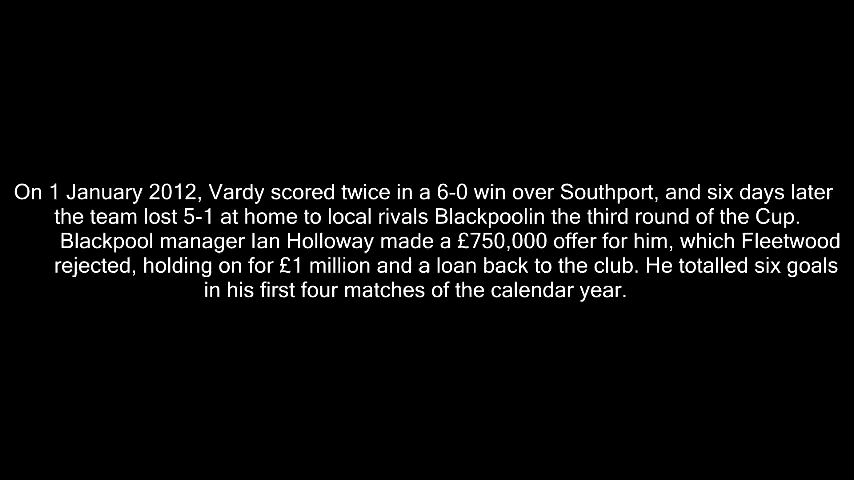 On 1 January 2012, Vardy scored twice in a 6-0 win over Southport, and six days later
the team lost 5-1 at home to local rivals Blackpoolin the third round of the Cup.
Blackpool manager Ian Holloway made a £750,000 offer for him, which Fleetwood
rejected, holding on for £1 million and a loan back to the club. He totalled six goals
in his first four matches of the calendar year.